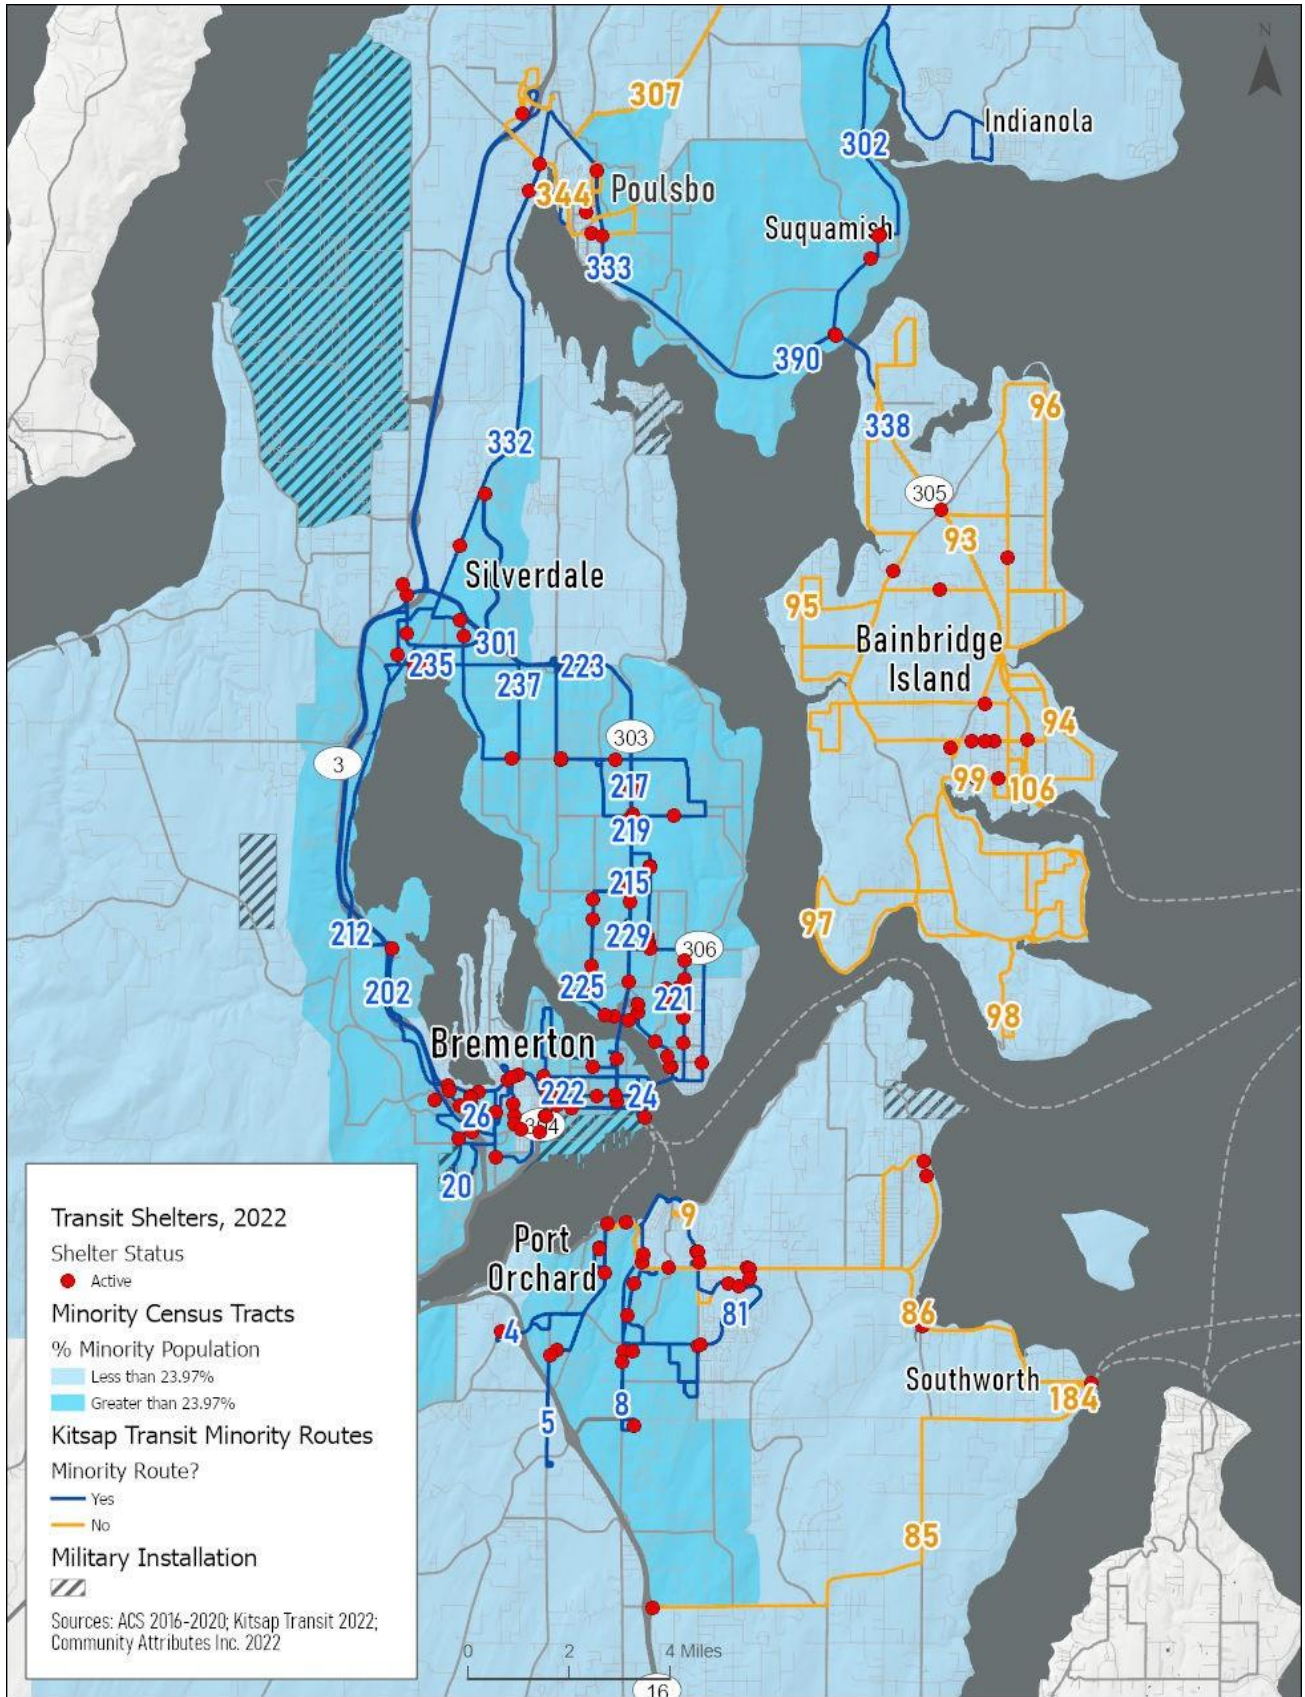 N
307
Indianola
302
344
Poulsbo
Suquamish
333
390
96
338
332
305
93
Silverdale
95
Bainbridge
Island
301
235
223
237
94
303
3
217
99
106
219
215
97
212
229
306
225
221
202
98
Bremerton
222
24
26
20
Port
Orchard
9
81
86
4
Southworth
184
8
5
85
Transit Shelters, 2022
Shelter Status
Active
Minority Census Tracts
% Minority Population
Less than 23.97%
Greater than 23.97%
Kitsap Transit Minority Routes
Minority Route?
Yes
No
Military Installation
Sources: ACS 2016-2020; Kitsap Transit 2022;
Community Attributes Inc. 2022
0 2 4 Miles
16